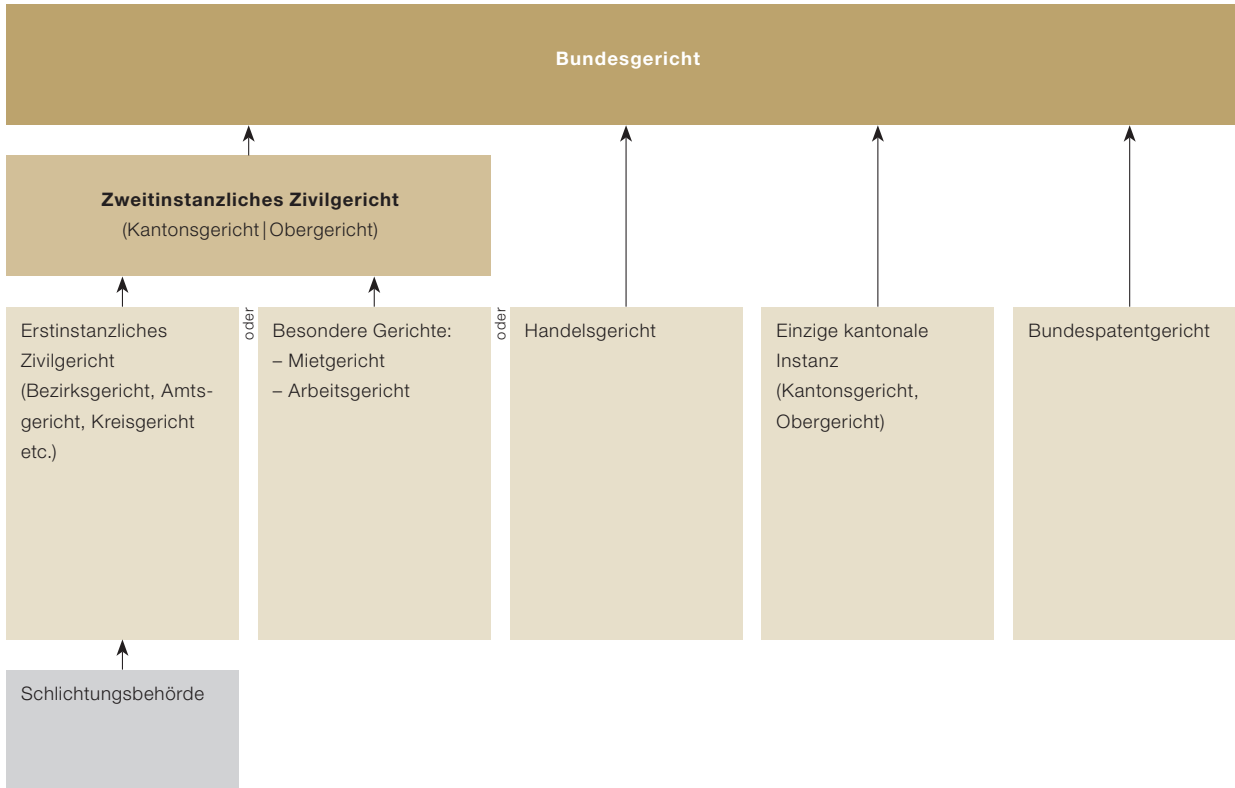 Bundesgericht
Zweitinstanzliches Zivilgericht
(Kantonsgericht|Obergericht)
Erstinstanzliches
Zivilgericht
(Bezirksgericht, Amts-
gericht, Kreisgericht
etc.)
oder
Besondere Gerichte:
– Mietgericht
– Arbeitsgericht
oder
Handelsgericht
Einzige kantonale
Instanz
(Kantonsgericht,
Obergericht)
Bundespatentgericht
Schlichtungsbehörde